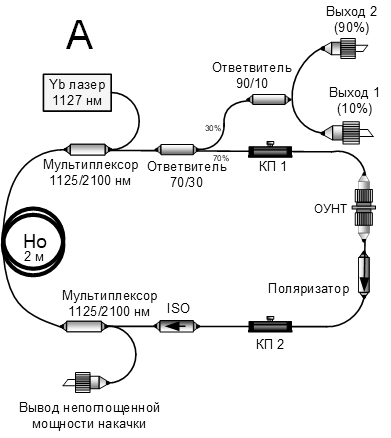 А
Выход 2
(90%)
Yb лазер
1127 нм
Ответвитель
90/10
Выход 1
(10%)
30%
70%
Мультиплексор
1125/2100 нм
Ответвитель
70/30
КП 1
ОУНТ
Ho
2 м
Поляризатор
Мультиплексор
1125/2100 нм
ISO
КП 2
Вывод непоглощенной
мощности накачки